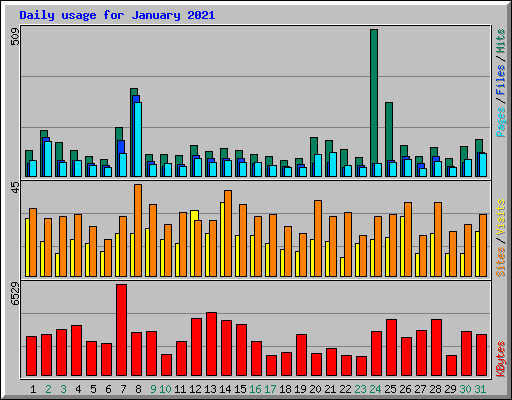 Daily usage for January 2021
509
Pages / Files / Hits
45
Sites / Visits
6529
KBytes
1 2 3 4 5 6 7 8 9 10 11 12 13 14 15 16 17 18 19 20 21 22 23 24 25 26 27 28 29 30 31